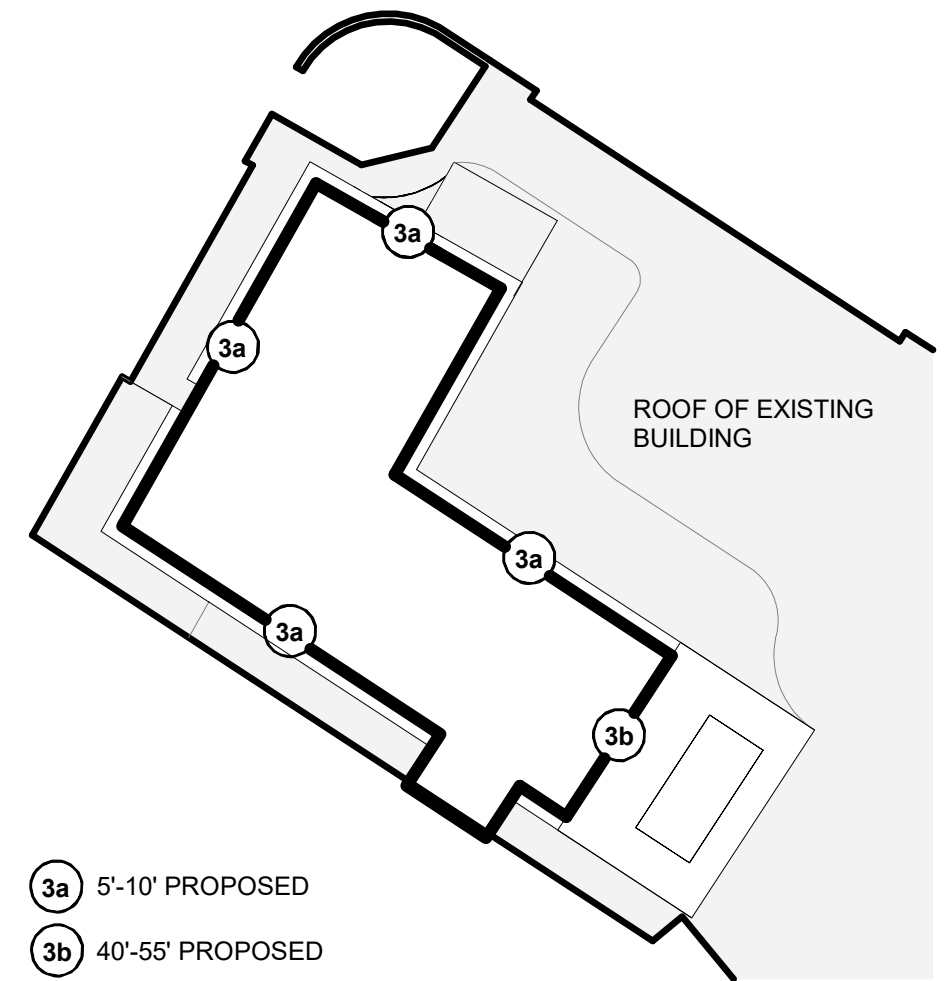 3a
3a
ROOF OF EXISTING
BUILDING
3a
3a
3b
3a 5'-10' PROPOSED
3b 40'-55' PROPOSED